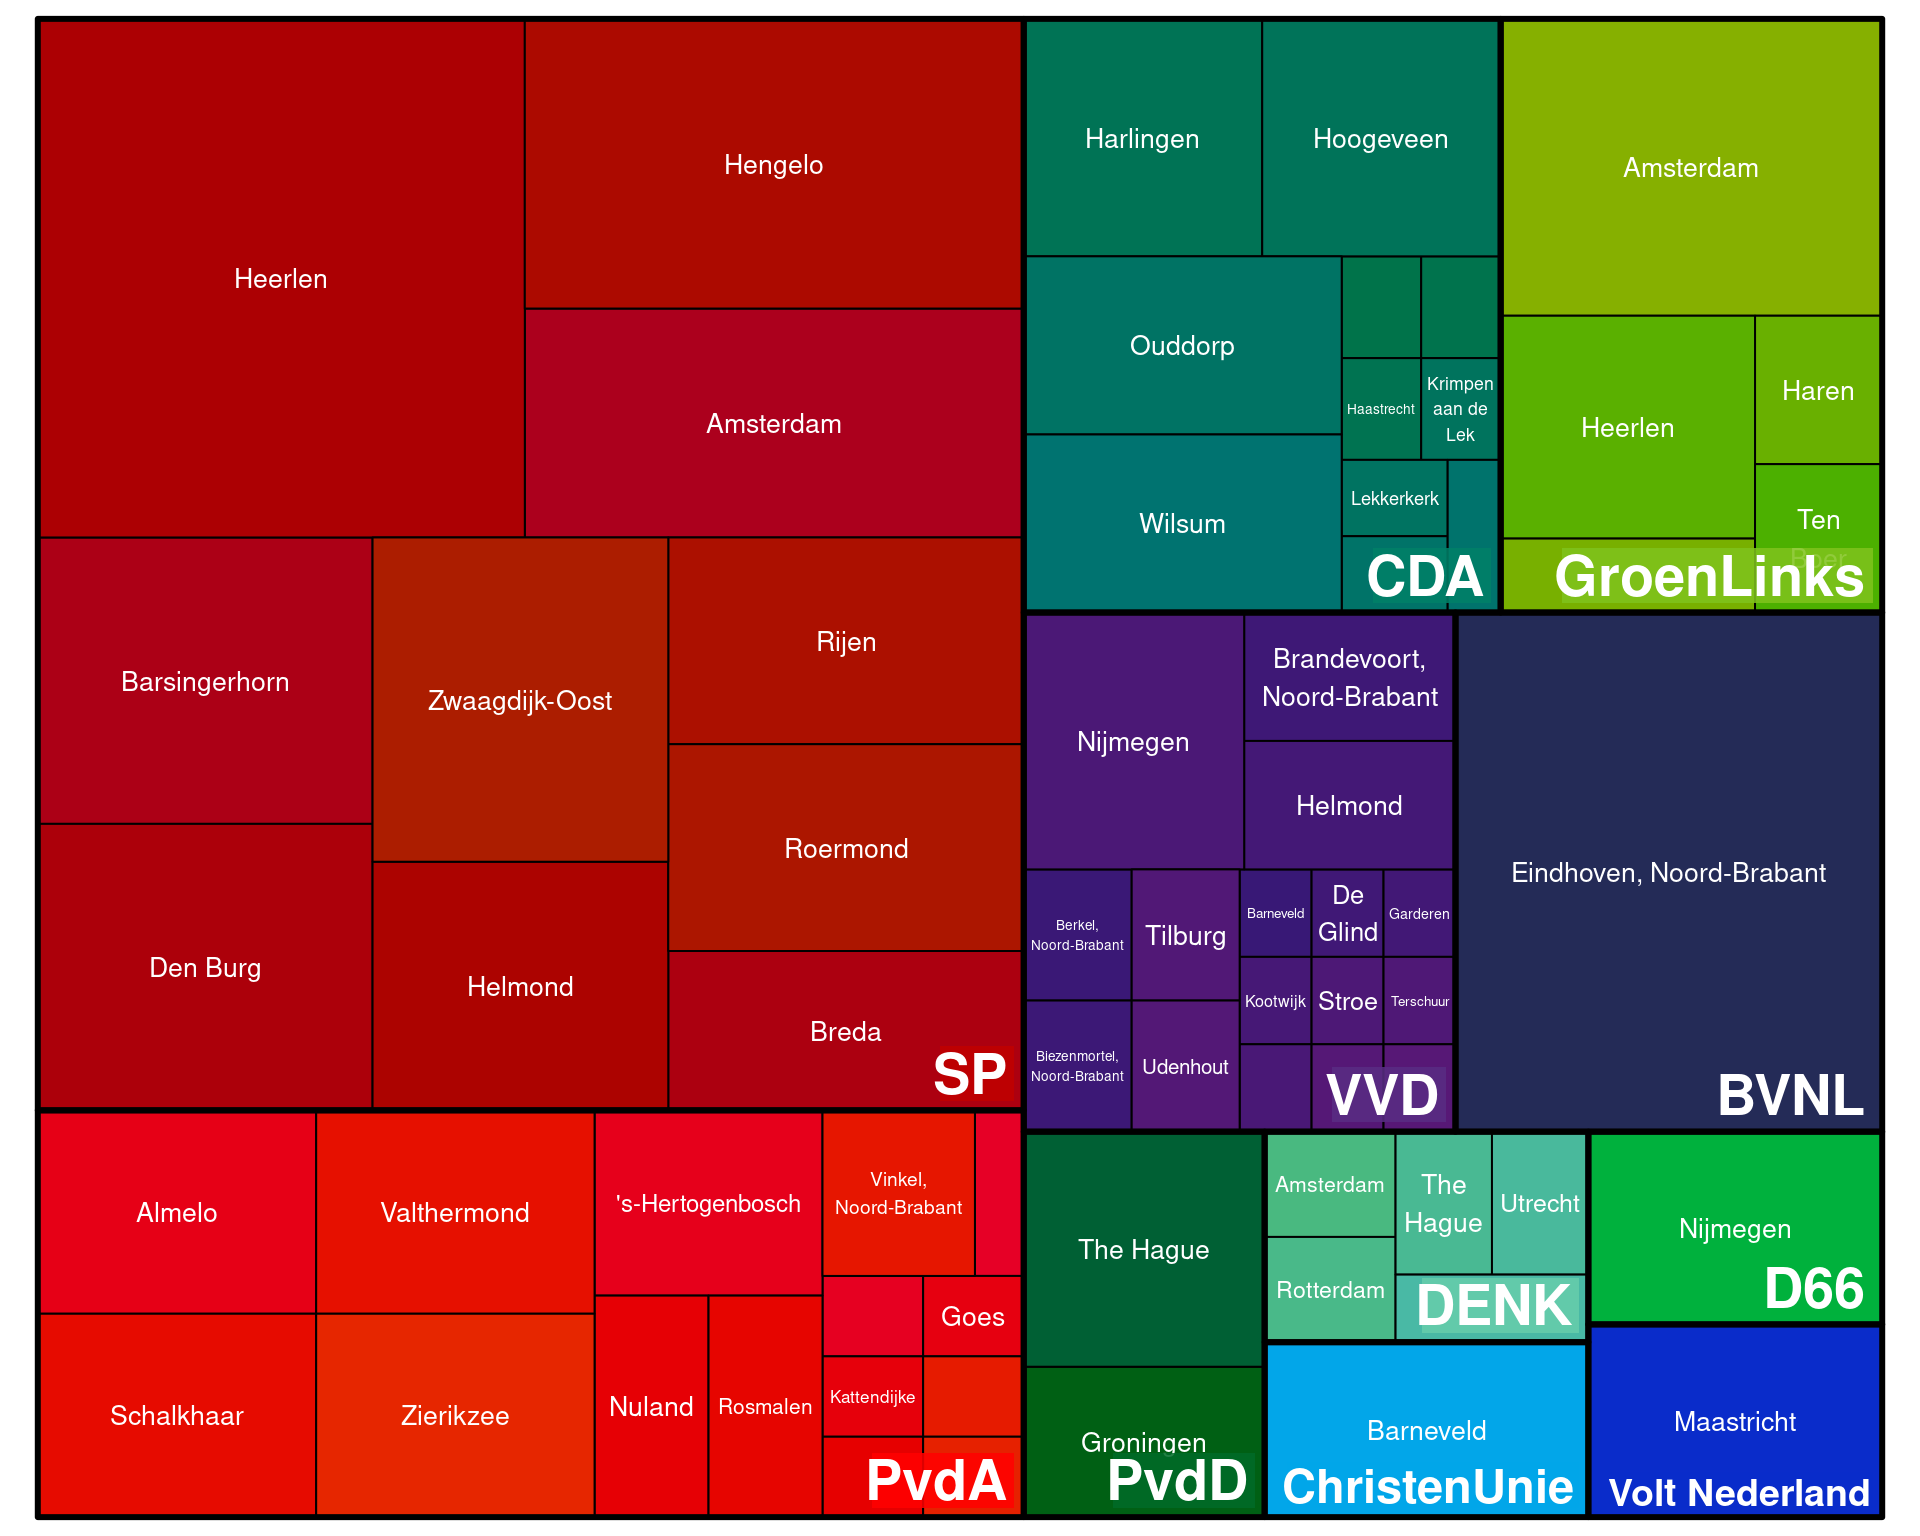 Heerlen
Hengelo
Amsterdam
Barsingerhorn
Zwaagdijk-Oost
Rijen
Roermond
Den Burg
Helmond
Breda
SP
Almelo
Valthermond
's-Hertogenbosch
Vinkel,
Noord-Brabant
Goes
Schalkhaar
Zierikzee
Nuland
Rosmalen
Kattendijke
PvdA
Harlingen
Hoogeveen
Ouddorp
Haastrecht
Krimpen
aan de
Lek
Wilsum
Lekkerkerk
CDA
Amsterdam
Heerlen
Haren
Ten
Boer
GroenLinks
Nijmegen
Brandevoort,
Noord-Brabant
Helmond
Berkel,
Noord-Brabant
Tilburg
Barneveld
De
Glind
Garderen
Kootwijk
Stroe
Terschuur
Biezenmortel,
Noord-Brabant
Udenhout
VVD
Eindhoven, Noord-Brabant
BVNL
The Hague
Groningen
PvdD
Amsterdam
The
Hague
Utrecht
Rotterdam
DENK
Nijmegen
D66
Barneveld
ChristenUnie
Maastricht
Volt Nederland